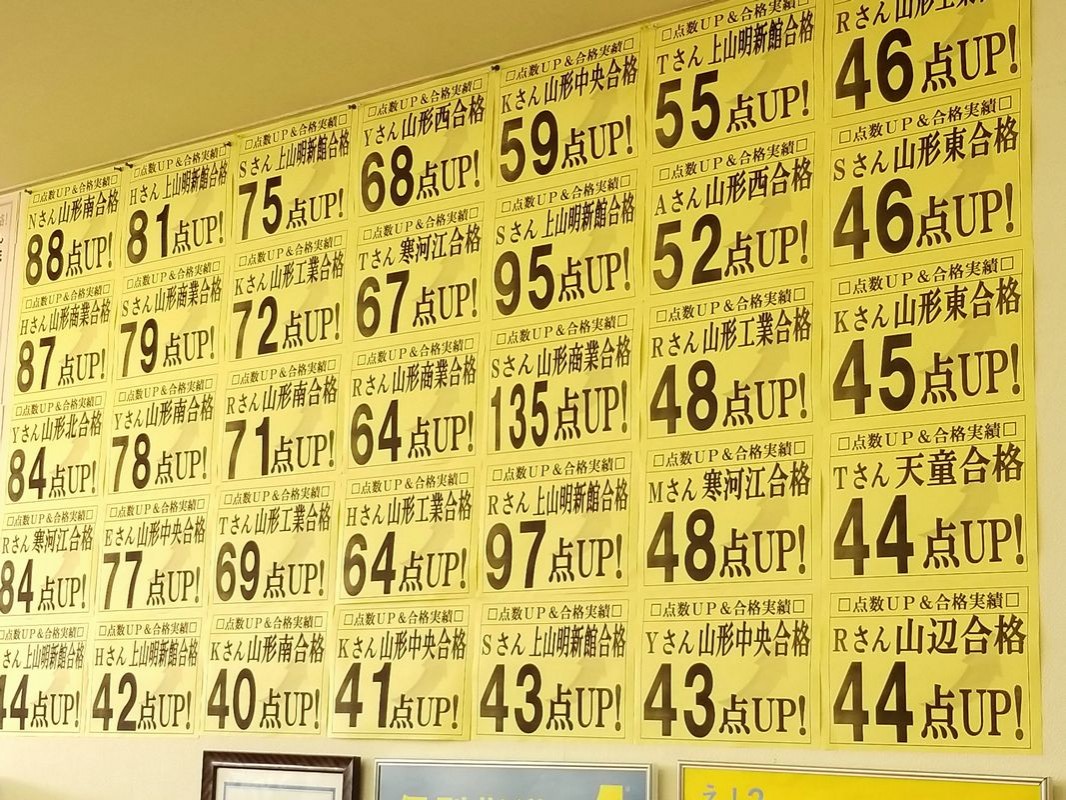 □点数UP＆合格実績□
Nさん 山形南合格
88点UP!
□点数UP＆合格実績□
Hさん 山形商業合格
87点UP!
□点数UP＆合格実績□
Yさん 山形北合格
84点UP!
□点数UP＆合格実績□
Rさん 寒河江合格
84点UP!
点数UP＆合格実績□
さん 上山明新館合格
44点UP!
□点数UP＆合格実績□
Hさん 上山明新館合格
81点UP!
□点数UP＆合格実績□
Sさん 山形商業合格
79点UP!
□点数UP＆合格実績□
Yさん 山形南合格
78点UP!
□点数UP＆合格実績□
Eさん 山形中央合格
77点UP!
□点数UP＆合格実績□
Hさん 上山明新館合格
42点UP!
□点数UP＆合格実績□
Sさん 上山明新館合格
75点UP!
□点数UP＆合格実績□
Kさん 山形工業合格
72点UP!
□点数UP＆合格実績□
Rさん 山形南合格
71点UP!
□点数UP＆合格実績□
Tさん 山形工業合格
69点UP!
□点数UP＆合格実績□
Kさん 山形南合格
40点UP!
□点数UP＆合格実績□
Yさん 山形西合格
68点UP!
□点数UP＆合格実績□
Tさん 寒河江合格
67点UP!
□点数UP＆合格実績□
Rさん 山形商業合格
64点UP!
□点数UP＆合格実績□
Hさん 山形工業合格
64点UP!
□点数UP＆合格実績□
Kさん 山形中央合格
41点UP!
□点数UP＆合格実績□
Kさん 山形中央合格
59点UP!
□点数UP＆合格実績□
Sさん 上山明新館合格
95点UP!
□点数UP＆合格実績□
Sさん 山形商業合格
135点UP!
□点数UP＆合格実績□
Rさん 上山明新館合格
97点UP!
□点数UP＆合格実績□
Sさん 上山明新館合格
43点UP!
□点数UP＆合格実績□
Tさん 上山明新館合格
55点UP!
□点数UP＆合格実績□
Aさん 山形西合格
52点UP!
□点数UP＆合格実績□
Rさん 山形工業合格
48点UP!
□点数UP＆合格実績□
Mさん 寒河江合格
48点UP!
□点数UP＆合格実績□
Yさん 山形中央合格
43点UP!
Rさん 山形工業合格
46点UP!
□点数UP＆合格実績□
Sさん 山形東合格
46点UP!
□点数UP＆合格実績□
Kさん 山形東合格
45点UP!
□点数UP＆合格実績□
Tさん 天童合格
44点UP!
□点数UP＆合格実績□
Rさん 山辺合格
44点UP!